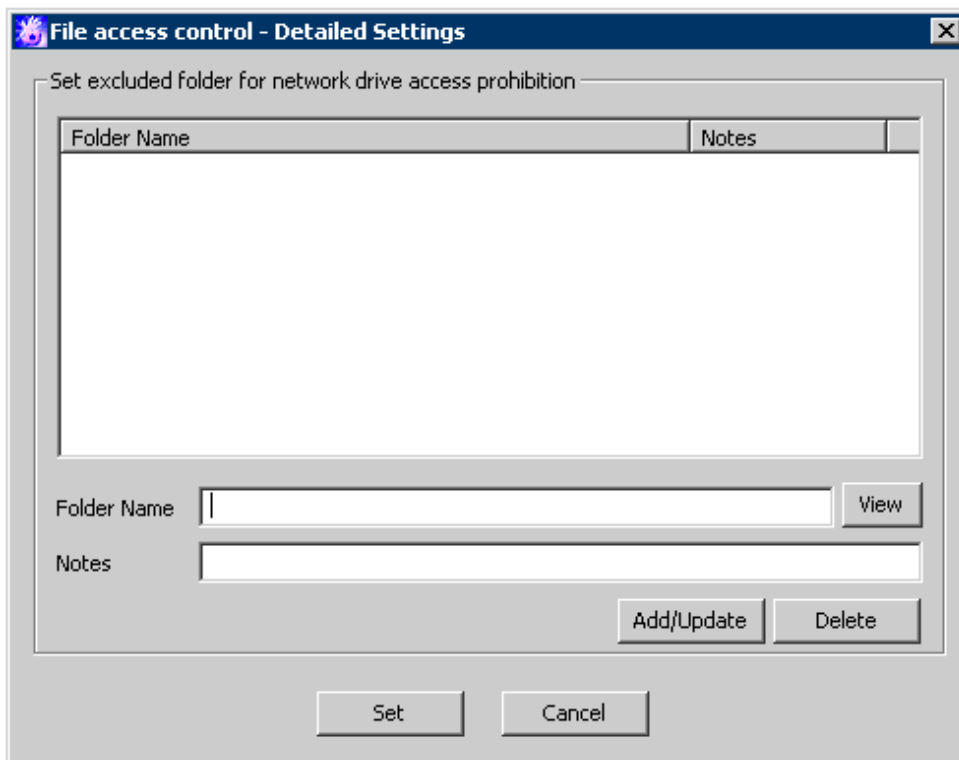 File access control - Detailed Settings
Set excluded folder for network drive access prohibition
Folder Name Notes
Folder Name View
Notes
Add/Update Delete
Set Cancel